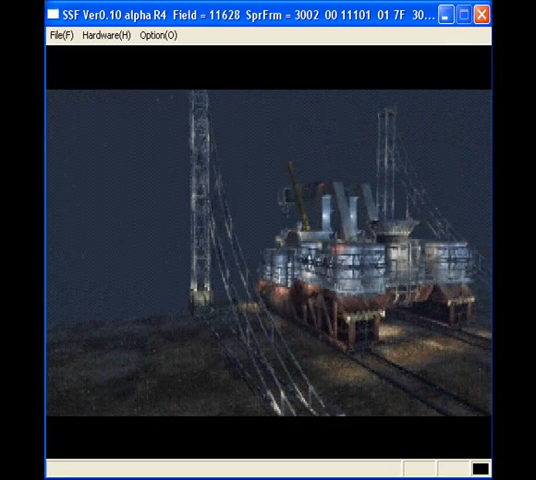 SSF Ver0.10 alpha R4 Field = 11628 SprFrm = 3002 00 11101 01 7F 30...
File(F) Hardware(H) Option(O)